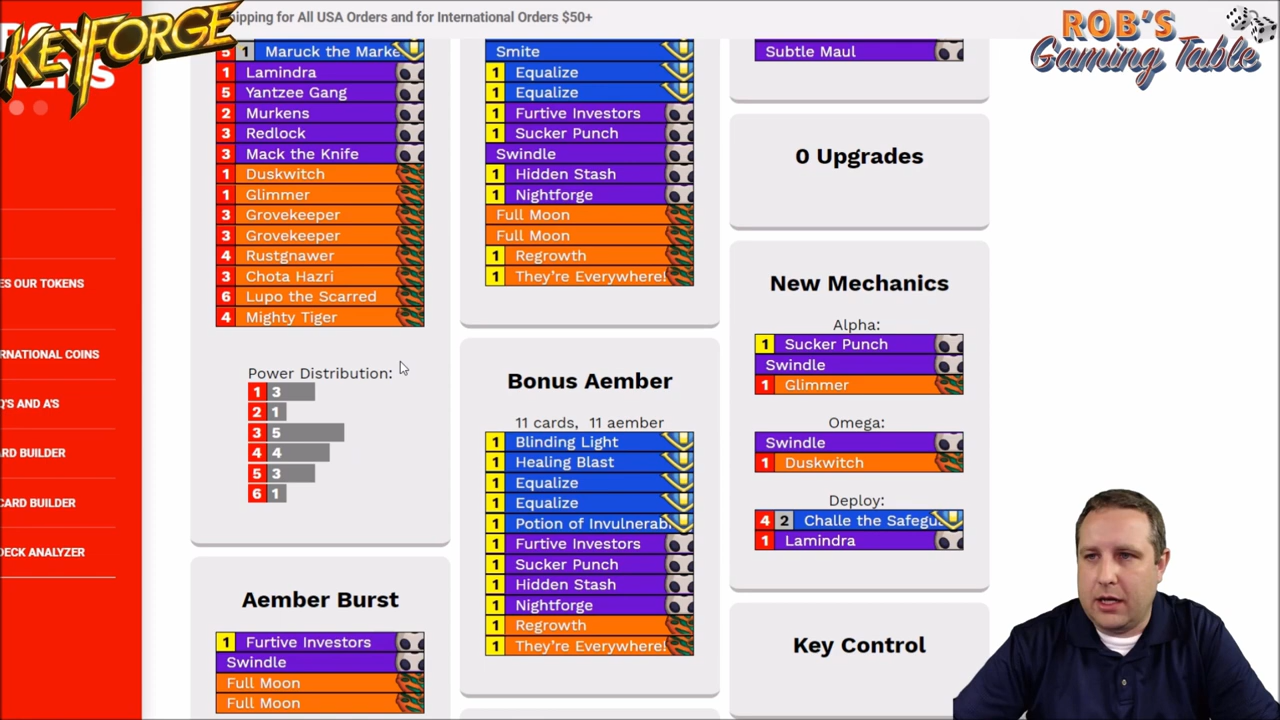 hipping for All USA Orders and for International Orders $50+
KEYFORGE
ROB'S
Gaming Table
ENS
ES OUR TOKENS
RNATIONAL COINS
Q'S AND A'S
RD BUILDER
CARD BUILDER
DECK ANALYZER
5 1 Maruck the Marke
1 Lamindra
5 Yantzee Gang
2 Murkens
3 Redlock
3 Mack the Knife
1 Duskwitch
1 Glimmer
3 Grovekeeper
3 Grovekeeper
4 Rustgnawer
3 Chota Hazri
6 Lupo the Scarred
4 Mighty Tiger
Power Distribution:
1 3
2 1
3 5
4 4
5 3
6 1
Aember Burst
1 Furtive Investors
Swindle
Full Moon
Full Moon
Smite
1 Equalize
1 Equalize
1 Furtive Investors
1 Sucker Punch
Swindle
1 Hidden Stash
1 Nightforge
Full Moon
Full Moon
1 Regrowth
1 They're Everywhere!
Bonus Aember
11 cards, 11 aember
1 Blinding Light
1 Healing Blast
1 Equalize
1 Equalize
1 Potion of Invulnerab
1 Furtive Investors
1 Sucker Punch
1 Hidden Stash
1 Nightforge
1 Regrowth
1 They're Everywhere!
Subtle Maul
0 Upgrades
New Mechanics
Alpha:
1 Sucker Punch
Swindle
1 Glimmer
Omega:
Swindle
1 Duskwitch
Deploy:
4 2 Challe the Safegu
1 Lamindra
Key Control